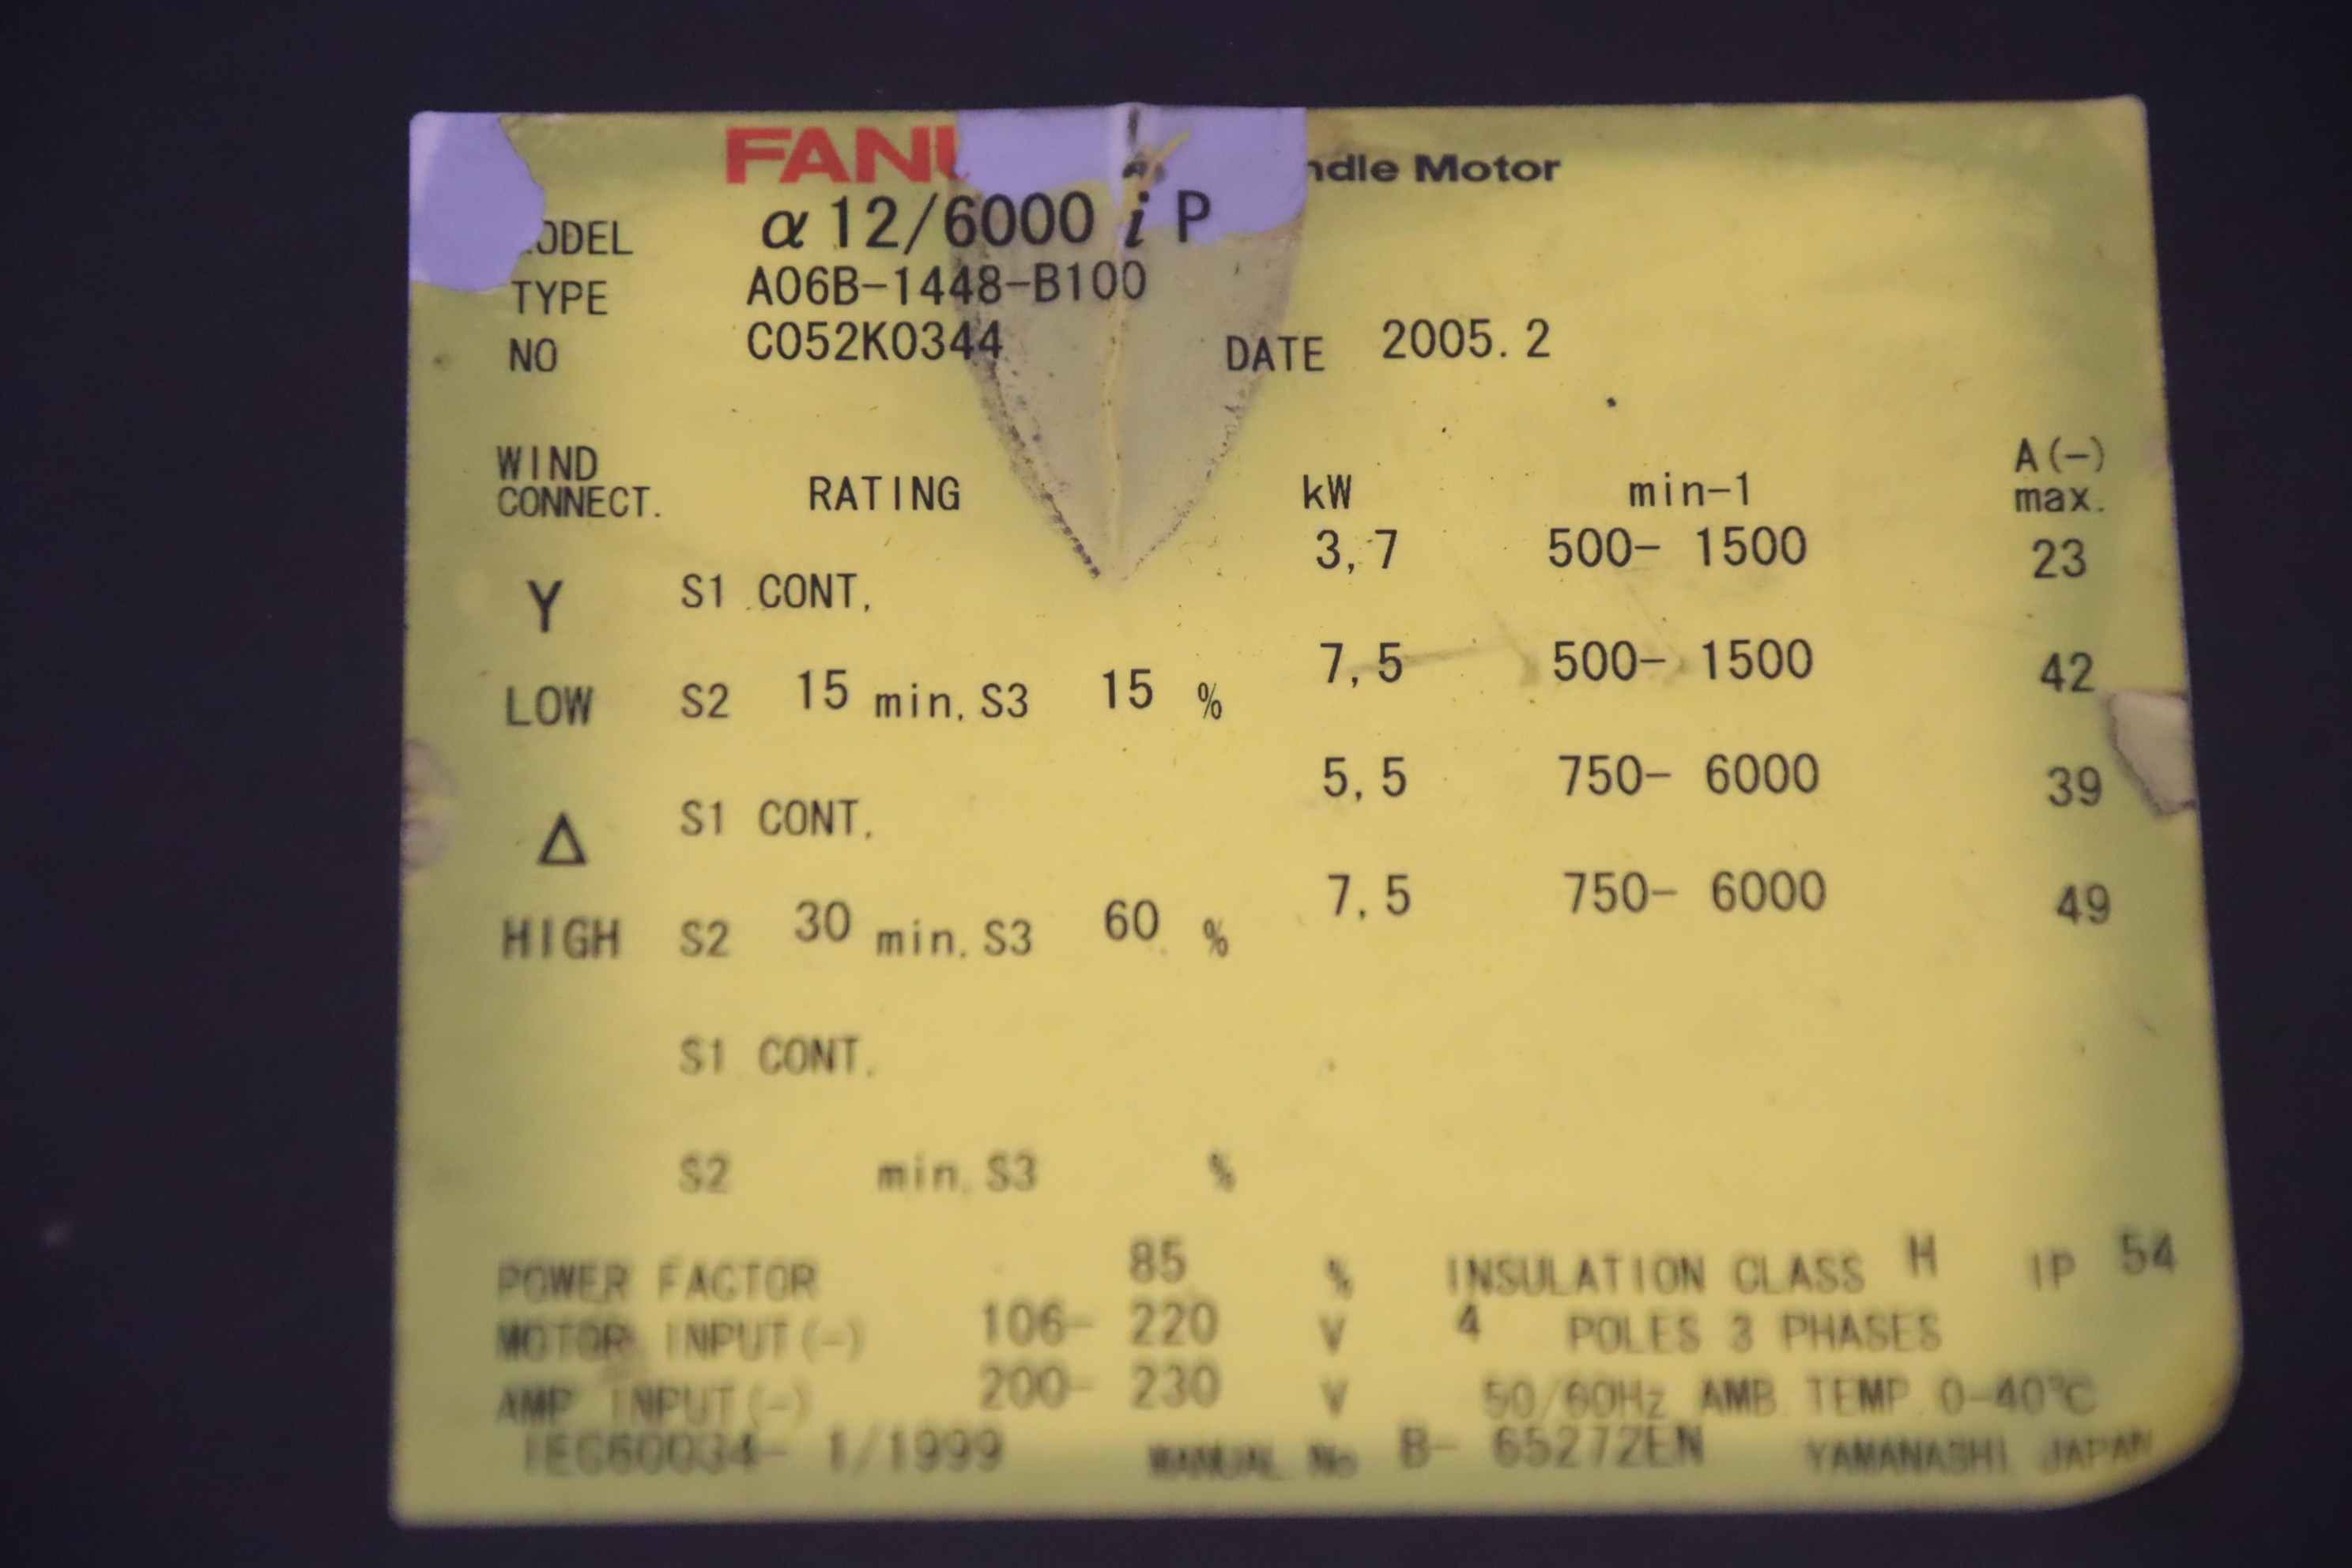 FANU ndle Motor
MODEL α 12/6000 i P
TYPE A06B-1448-B100
NO C052K0344 DATE 2005. 2
WIND CONNECT. RATING kW min-1 A(~) max.
Y S1 CONT. 3,7 500- 1500 23
LOW S2 15 min. S3 15 % 7,5 500- 1500 42
Δ S1 CONT. 5,5 750- 6000 39
HIGH S2 30 min. S3 60 % 7,5 750- 6000 49
S1 CONT.
S2 min. S3 %
POWER FACTOR 85 % INSULATION CLASS H IP 54
MOTOR INPUT(~) 106- 220 V 4 POLES 3 PHASES
AMP INPUT(~) 200- 230 V 50/60Hz AMB. TEMP. 0-40℃
IEC60034- 1/1999 MANUAL No B- 65272EN YAMANASHI JAPAN